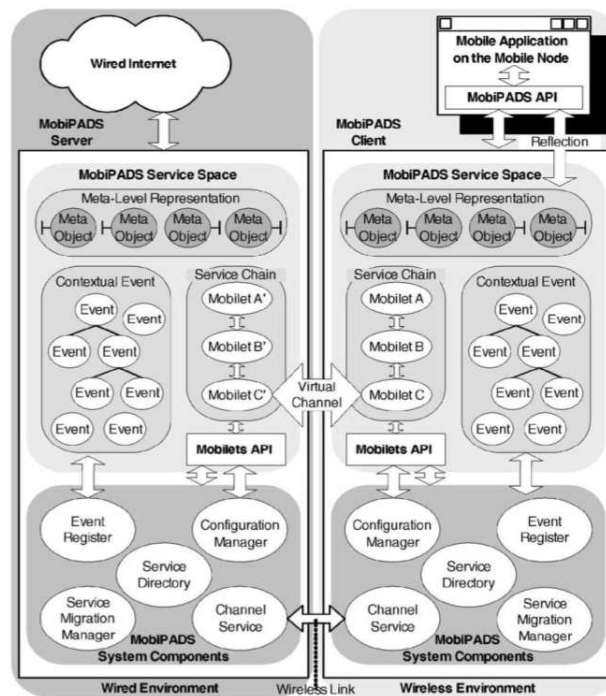 Wired Internet
MobiPADS
Server
MobiPADS Service Space
Meta-Level Representation
Meta
Object
Meta
Object
Meta
Object
Meta
Object
Contextual Event
Event
Event
Event
Event
Event
Event
Event
Event
Service Chain
Mobilet A'
Mobilet B'
Mobilet C'
Mobilets API
Event
Register
Configuration
Manager
Service
Directory
Service
Migration
Manager
Channel
Service
MobiPADS
System Components
Wired Environment
Virtual
Channel
Wireless Link
Mobile Application
on the Mobile Node
MobiPADS API
MobiPADS
Client
Reflection
MobiPADS Service Space
Meta-Level Representation
Meta
Object
Meta
Object
Meta
Object
Meta
Object
Service Chain
Mobilet A
Mobilet B
Mobilet C
Mobilets API
Contextual Event
Event
Event
Event
Event
Event
Event
Event
Event
Configuration
Manager
Event
Register
Service
Directory
Channel
Service
Service
Migration
Manager
MobiPADS
System Components
Wireless Environment